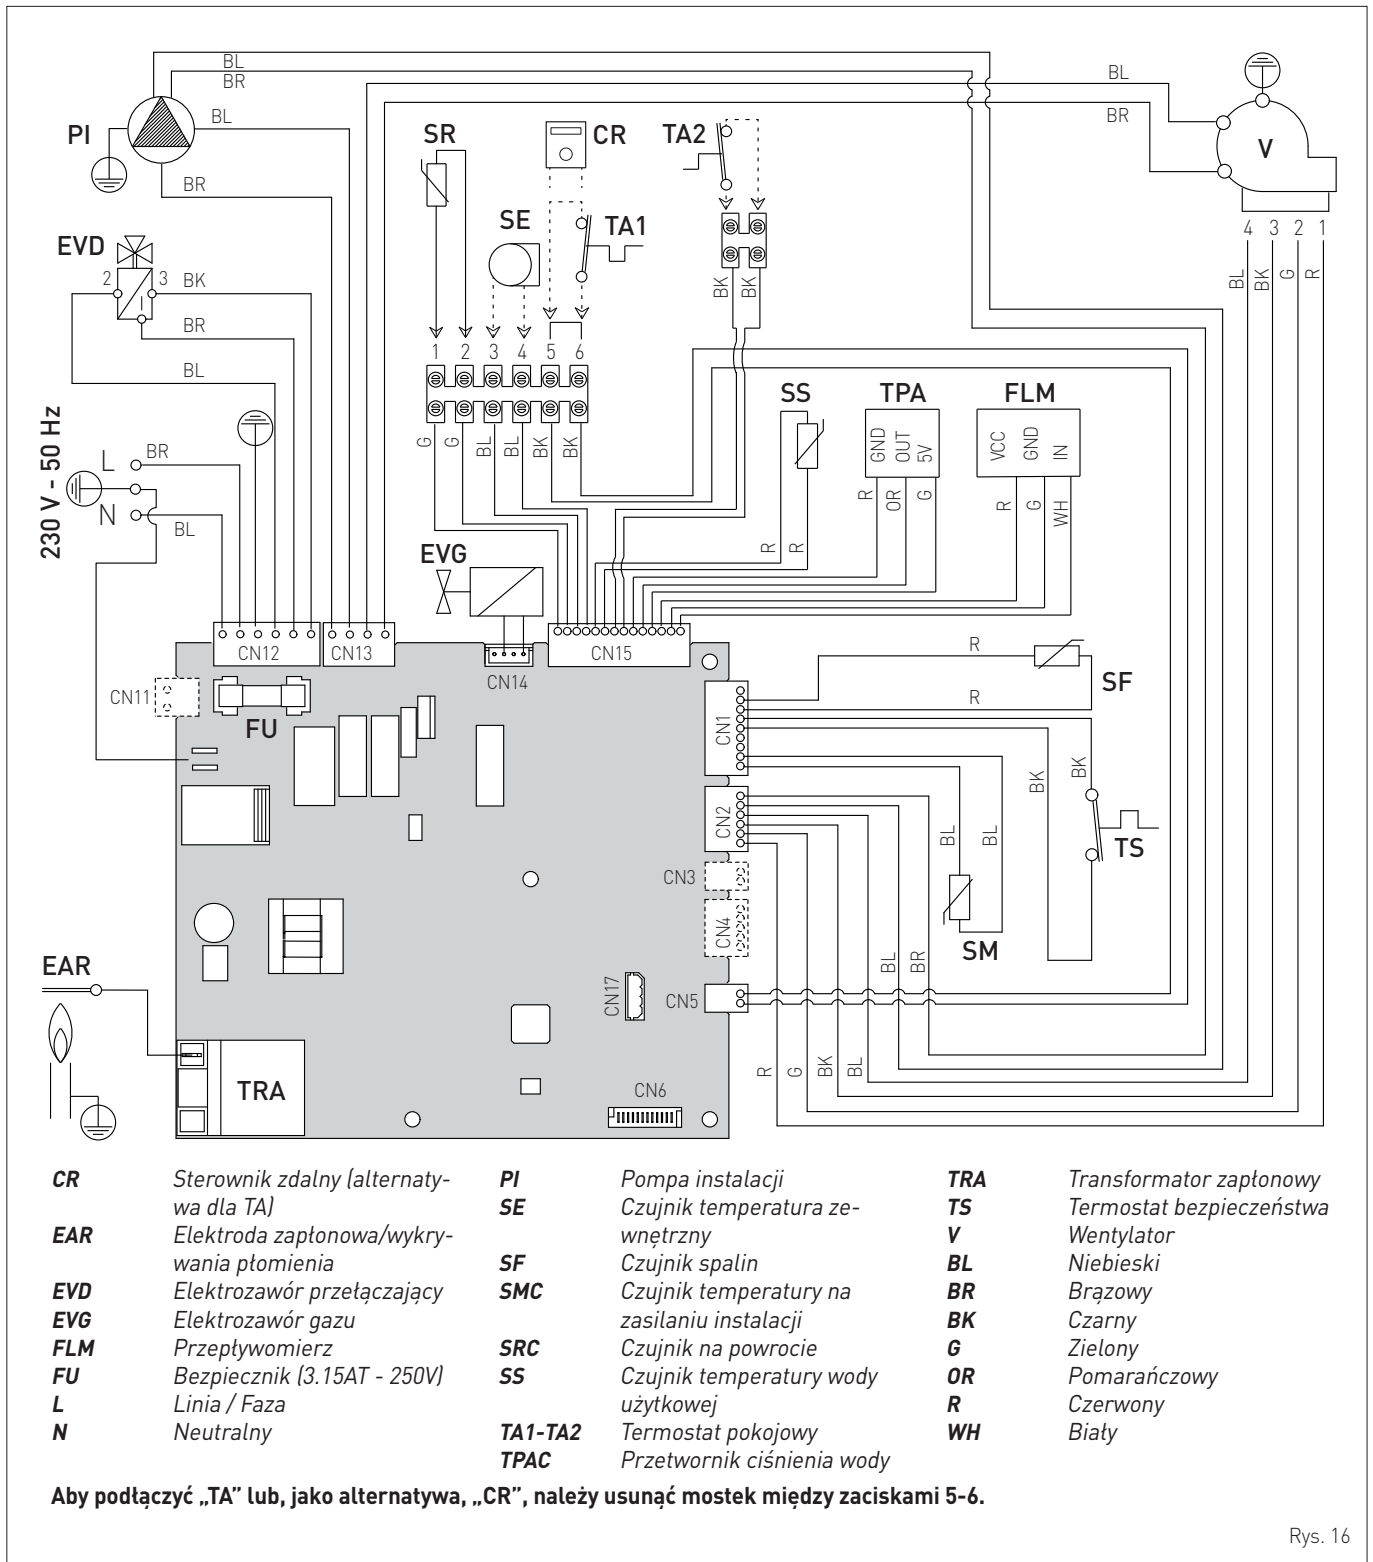 BL
BR
BL
BR
BL
BR
PI
BL
BR
SR
CR
TA2
V
SE
TA1
4 3 2 1
BL
BK
G
R
EVD
2 3
BK
BR
BL
BK
BK
1 2 3 4 5 6
G
G
BL
BL
BK
BK
SS
TPA
FLM
GND
OUT
5V
VCC
GND
IN
230 V - 50 Hz
L
BR
N
BL
R
R
R
OR
G
R
G
WH
EVG
CN12
CN13
CN14
CN15
R
SF
R
CN11
FU
CN1
BK
BK
CN2
BL
BL
TS
CN3
CN4
SM
BL
BR
EAR
CN17
CN5
TRA
CN6
R
G
BK
BL
CR Sterownik zdalny (alternaty-
wa dla TA)
EAR Elektroda zapłonowa/wykry-
wania płomienia
EVD Elektrozawór przełączający
EVG Elektrozawór gazu
FLM Przepływomierz
FU Bezpiecznik (3.15AT - 250V)
L Linia / Faza
N Neutralny
PI Pompa instalacji
SE Czujnik temperatura ze-
wnętrzny
SF Czujnik spalin
SMC Czujnik temperatury na
zasilaniu instalacji
SRC Czujnik na powrocie
SS Czujnik temperatury wody
użytkowej
TA1-TA2 Termostat pokojowy
TPAC Przetwornik ciśnienia wody
TRA Transformator zapłonowy
TS Termostat bezpieczeństwa
V Wentylator
BL Niebieski
BR Brązowy
BK Czarny
G Zielony
OR Pomarańczowy
R Czerwony
WH Biały
Aby podłączyć „TA” lub, jako alternatywa, „CR”, należy usunąć mostek między zaciskami 5-6.
Rys. 16